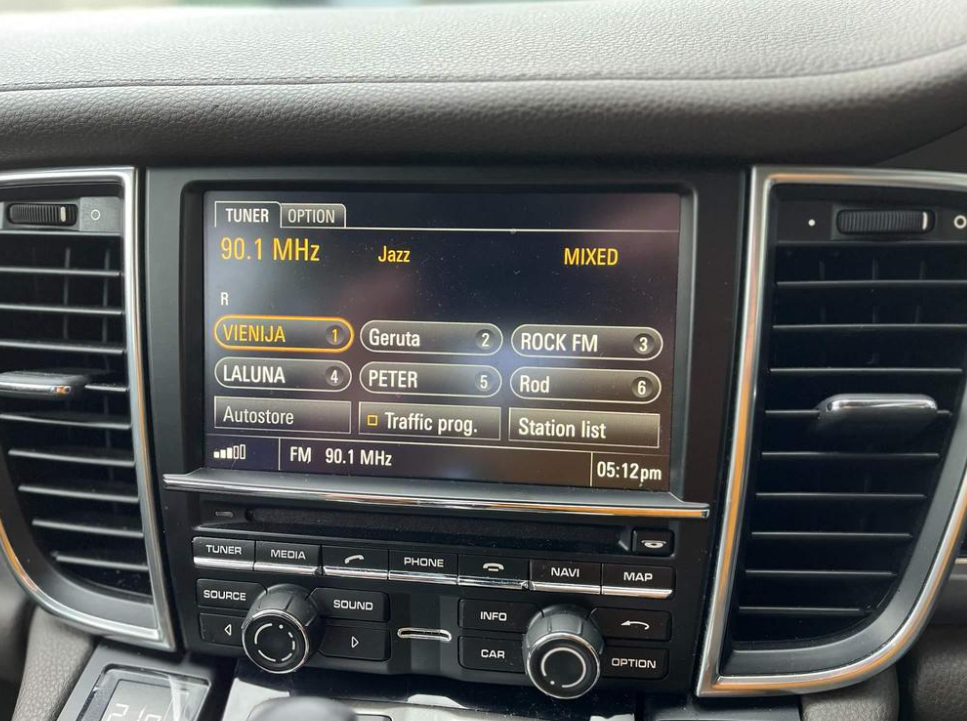 TUNER OPTION
90.1 MHz Jazz MIXED
R
VIENIJA 1 Geruta 2 ROCK FM 3
LALUNA 4 PETER 5 Rod 6
Autostore Traffic prog. Station list
FM 90.1 MHz 05:12pm
TUNER MEDIA PHONE NAVI MAP
SOURCE SOUND INFO
CAR OPTION